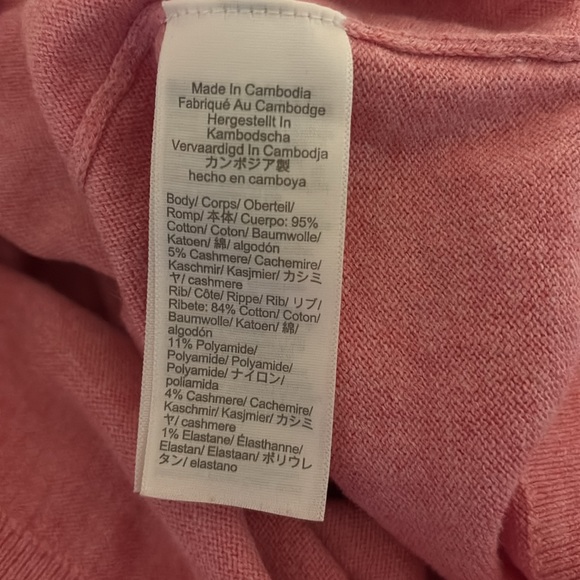 Made In Cambodia
Fabriqué Au Cambodge
Hergestellt In
Kambodscha
Vervaardigd In Cambodja
カンボジア製
hecho en camboya
Body/ Corps/ Oberteil/
Romp/ 本体/ Cuerpo: 95%
Cotton/ Coton/ Baumwolle/
Katoen/ 綿/ algodón
5% Cashmere/ Cachemire/
Kaschmir/ Kasjmier/ カシミ
ヤ/ cashmere
Rib/ Côte/ Rippe/ Rib/ リブ/
Ribete: 84% Cotton/ Coton/
Baumwolle/ Katoen/ 綿/
algodón
11% Polyamide/
Polyamide/ Polyamide/
Polyamide/ ナイロン/
poliamida
4% Cashmere/ Cachemire/
Kaschmir/ Kasjmier/ カシミ
ヤ/ cashmere
1% Elastane/ Élasthanne/
Elastan/ Elastaan/ ポリウレ
タン/ elastano